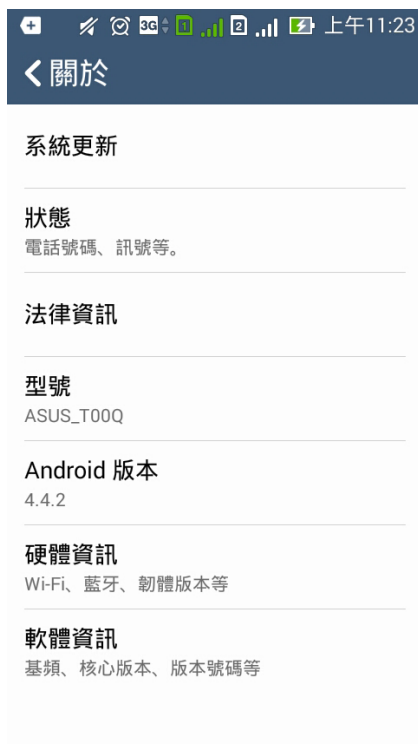 3G 1 2 上午11:23
關於
系統更新
狀態
電話號碼、訊號等。
法律資訊
型號
ASUS_T00Q
Android 版本
4.4.2
硬體資訊
Wi-Fi、藍牙、韌體版本等
軟體資訊
基頻、核心版本、版本號碼等